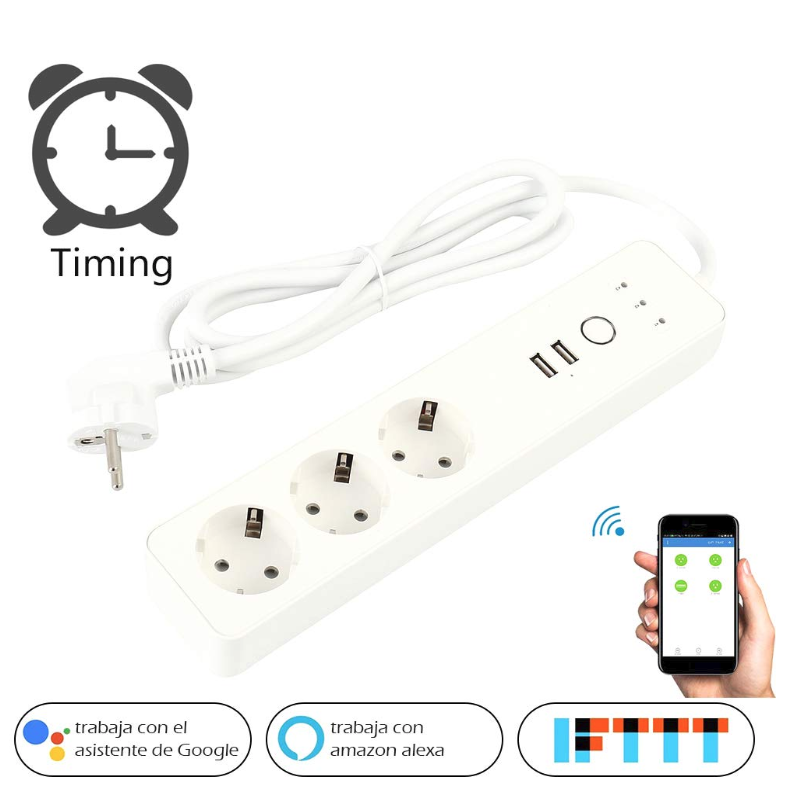 Timing
trabaja con el
asistente de Google
trabaja con
amazon alexa
IFTTT